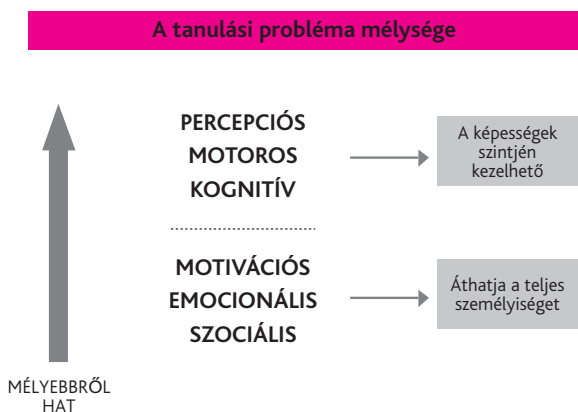 A tanulási probléma mélysége
PERCEPCIÓS
MOTOROS
KOGNITÍV
A képességek
szintjén
kezelhető
MOTIVÁCIÓS
EMOCIONÁLIS
SZOCIÁLIS
Áthatja a teljes
személyiséget
MÉLYEBBRŐL
HAT